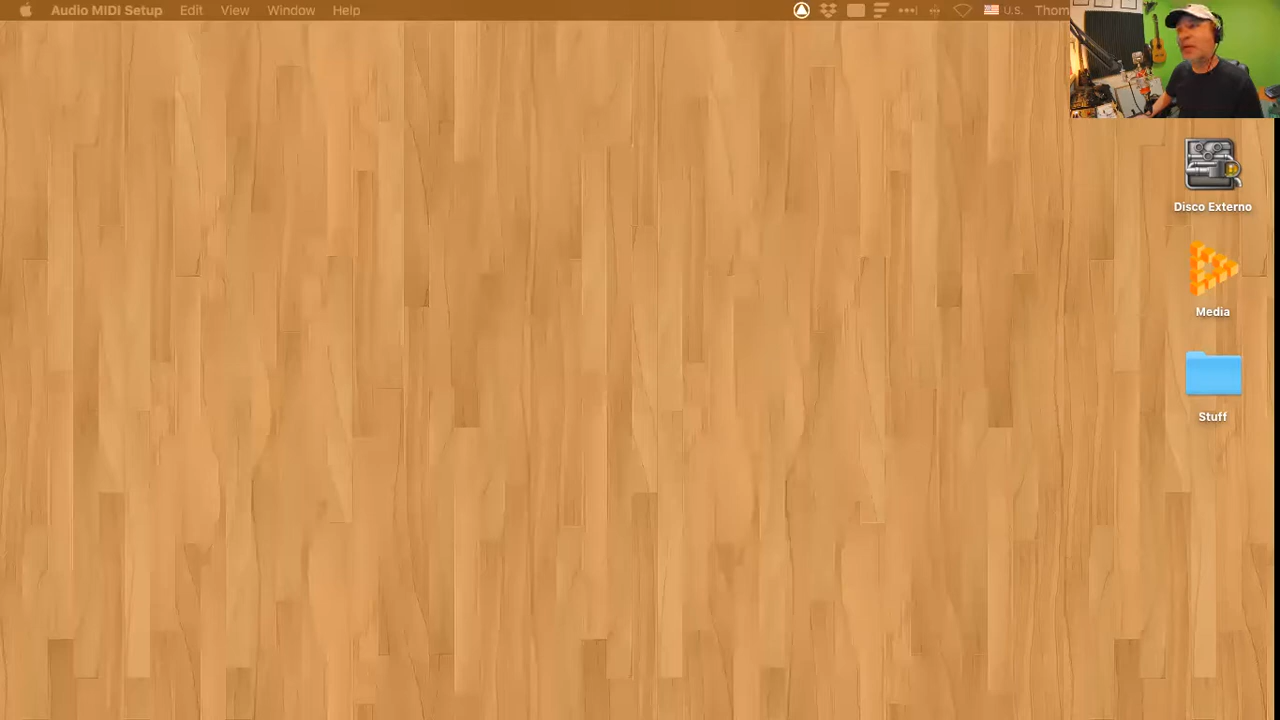 Audio MIDI Setup Edit View Window Help U.S. Thom
Disco Externo
Media
Stuff